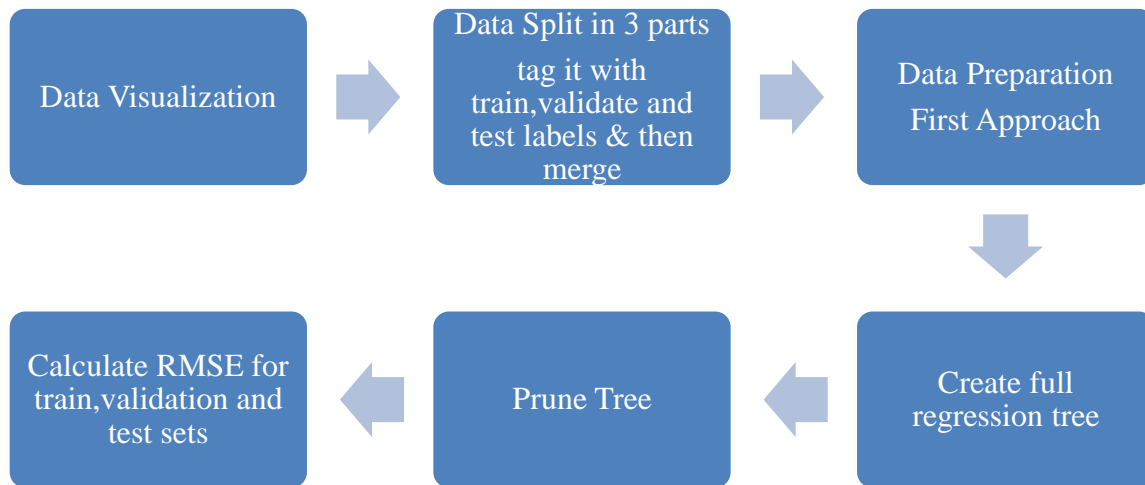 Data Visualization
Data Split in 3 parts
tag it with
train,validate and
test labels & then
merge
Data Preparation
First Approach
Create full
regression tree
Prune Tree
Calculate RMSE for
train,validation and
test sets